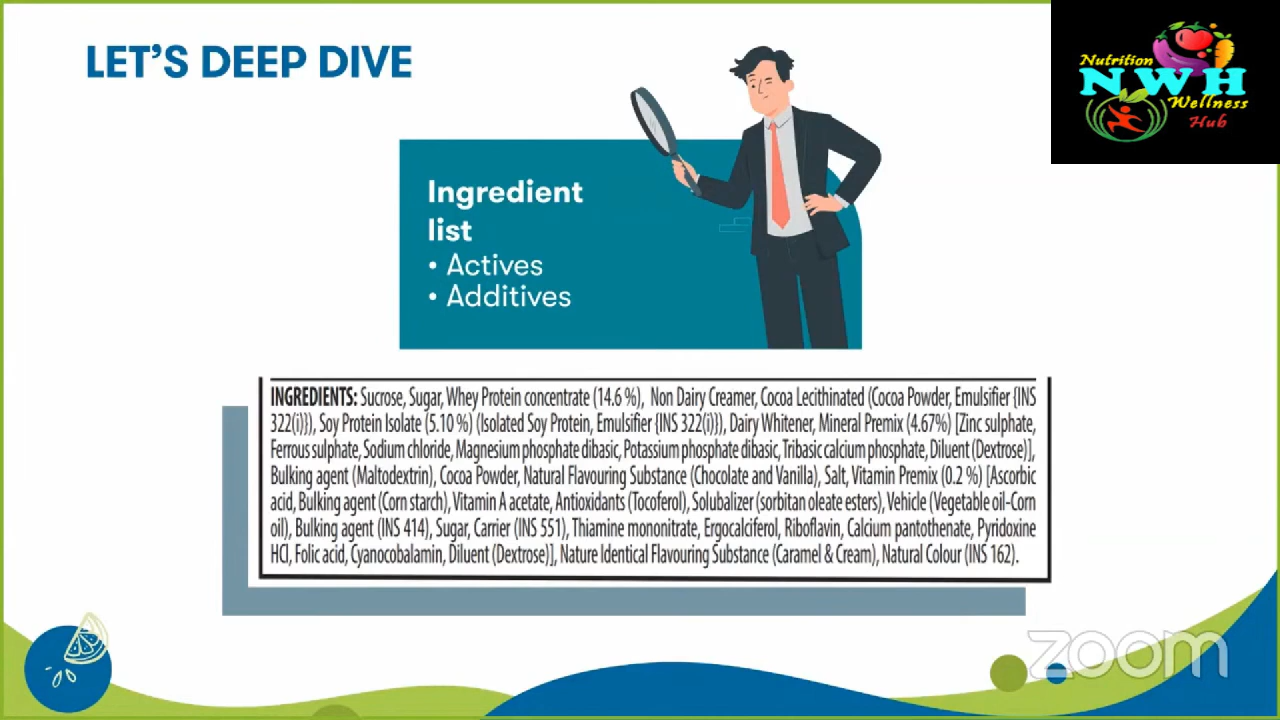 LET'S DEEP DIVE
Nutrition
NWH
Wellness
Hub
Ingredient
list
• Actives
• Additives
INGREDIENTS: Sucrose, Sugar, Whey Protein concentrate (14.6 %), Non Dairy Creamer, Cocoa Lecithinated (Cocoa Powder, Emulsifier {INS
322(i)}), Soy Protein Isolate (5.10 %) (Isolated Soy Protein, Emulsifier {INS 322(i)}), Dairy Whitener, Mineral Premix (4.67%) [Zinc sulphate,
Ferrous sulphate, Sodium chloride, Magnesium phosphate dibasic, Potassium phosphate dibasic, Tribasic calcium phosphate, Diluent (Dextrose)],
Bulking agent (Maltodextrin), Cocoa Powder, Natural Flavouring Substance (Chocolate and Vanilla), Salt, Vitamin Premix (0.2 %) [Ascorbic
acid, Bulking agent (Corn starch), Vitamin A acetate, Antioxidants (Tocoferol), Solubalizer (sorbitan oleate esters), Vehicle (Vegetable oil-Corn
oil), Bulking agent (INS 414), Sugar, Carrier (INS 551), Thiamine mononitrate, Ergocalciferol, Riboflavin, Calcium pantothenate, Pyridoxine
HCl, Folic acid, Cyanocobalamin, Diluent (Dextrose)], Nature Identical Flavouring Substance (Caramel & Cream), Natural Colour (INS 162).
zoom